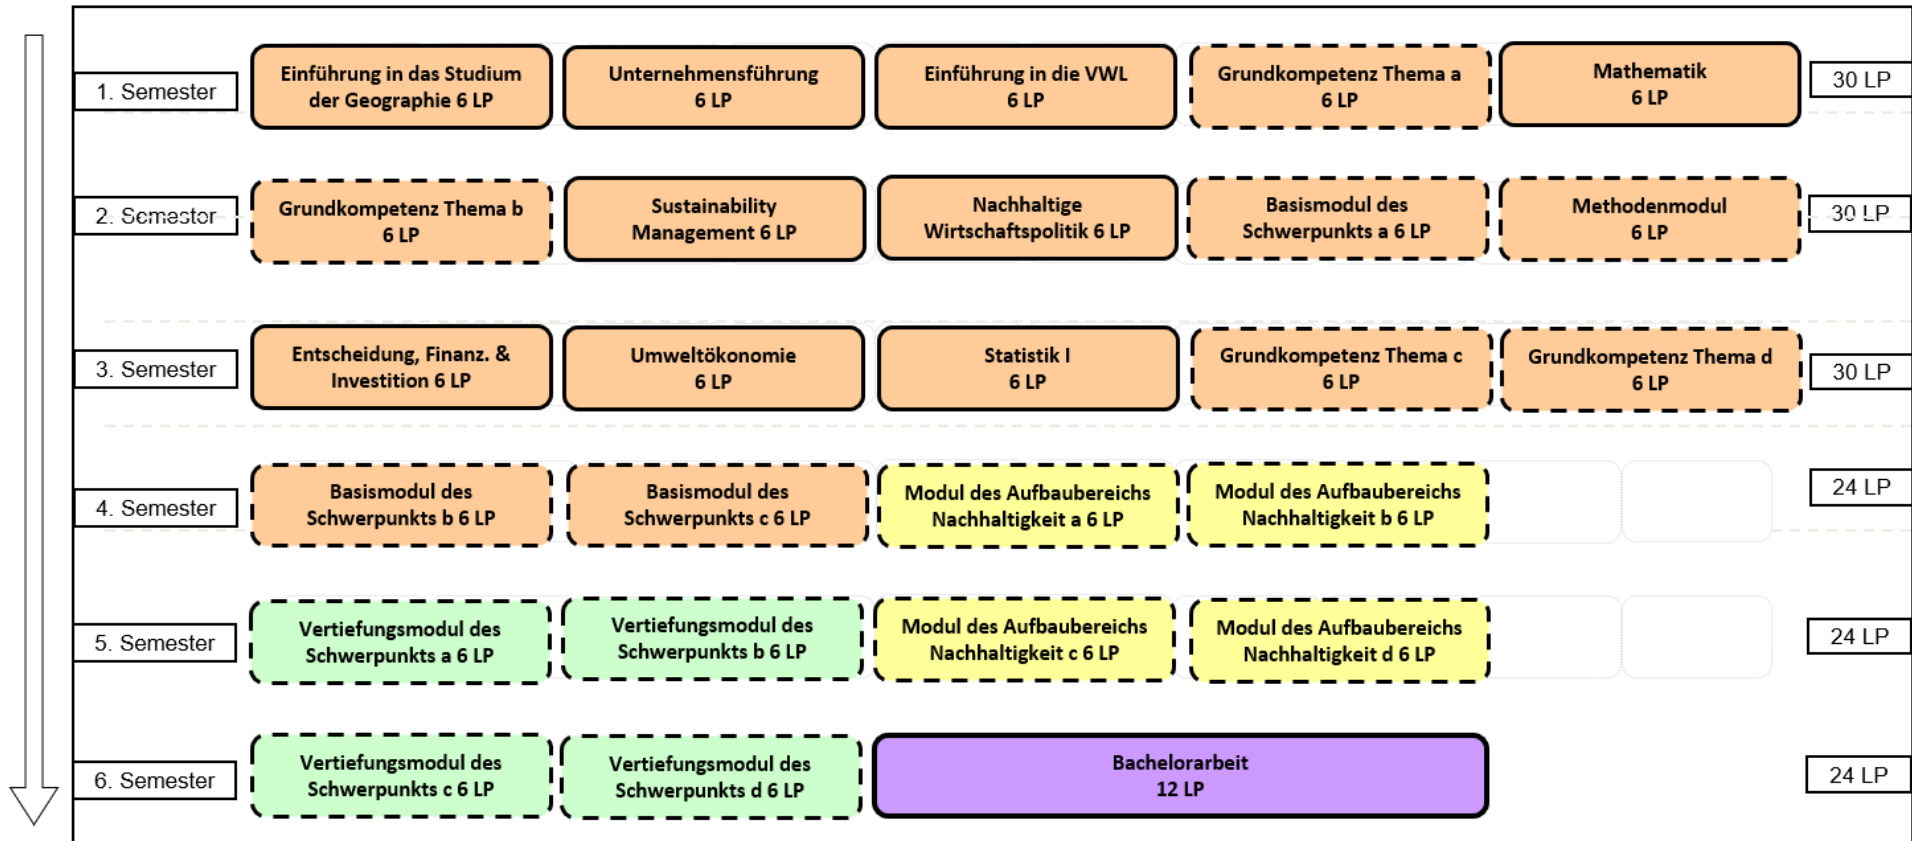 1. Semester
Einführung in das Studium
der Geographie 6 LP
Unternehmensführung
6 LP
Einführung in die VWL
6 LP
Grundkompetenz Thema a
6 LP
Mathematik
6 LP
30 LP
2. Semester
Grundkompetenz Thema b
6 LP
Sustainability
Management 6 LP
Nachhaltige
Wirtschaftspolitik 6 LP
Basismodul des
Schwerpunkts a 6 LP
Methodenmodul
6 LP
30 LP
3. Semester
Entscheidung, Finanz. &
Investition 6 LP
Umweltökonomie
6 LP
Statistik I
6 LP
Grundkompetenz Thema c
6 LP
Grundkompetenz Thema d
6 LP
30 LP
4. Semester
Basismodul des
Schwerpunkts b 6 LP
Basismodul des
Schwerpunkts c 6 LP
Modul des Aufbaubereichs
Nachhaltigkeit a 6 LP
Modul des Aufbaubereichs
Nachhaltigkeit b 6 LP
24 LP
5. Semester
Vertiefungsmodul des
Schwerpunkts a 6 LP
Vertiefungsmodul des
Schwerpunkts b 6 LP
Modul des Aufbaubereichs
Nachhaltigkeit c 6 LP
Modul des Aufbaubereichs
Nachhaltigkeit d 6 LP
24 LP
6. Semester
Vertiefungsmodul des
Schwerpunkts c 6 LP
Vertiefungsmodul des
Schwerpunkts d 6 LP
Bachelorarbeit
12 LP
24 LP